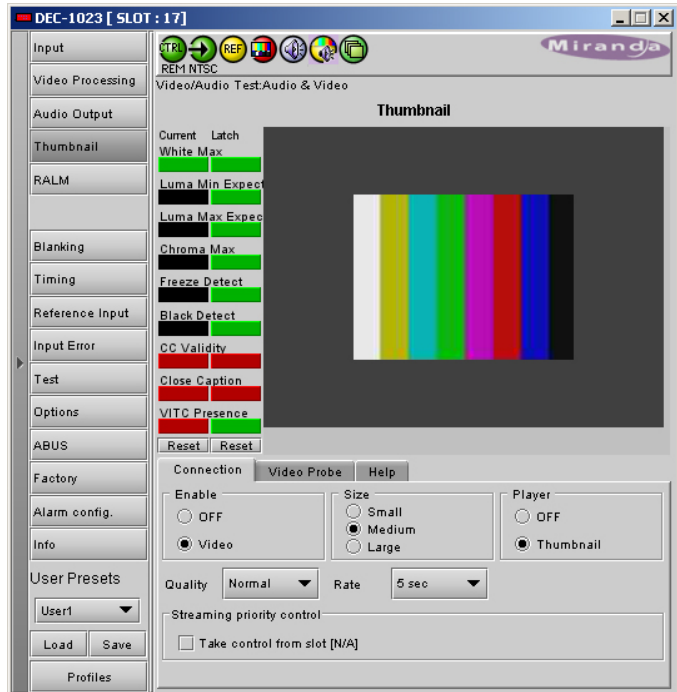 DEC-1023 [ SLOT : 17]
Input
Video Processing
Audio Output
Thumbnail
RALM
Blanking
Timing
Reference Input
Input Error
Test
Options
ABUS
Factory
Alarm config.
Info
User Presets
User1
Load Save
Profiles
CTRL REF
REM NTSC
Miranda
Video/Audio Test:Audio & Video
Thumbnail
Current Latch
White Max
Luma Min Expect
Luma Max Expec
Chroma Max
Freeze Detect
Black Detect
CC Validity
Close Caption
VITC Presence
Reset Reset
Connection Video Probe Help
Enable
OFF
Video
Size
Small
Medium
Large
Player
OFF
Thumbnail
Quality Normal Rate 5 sec
Streaming priority control
Take control from slot [N/A]